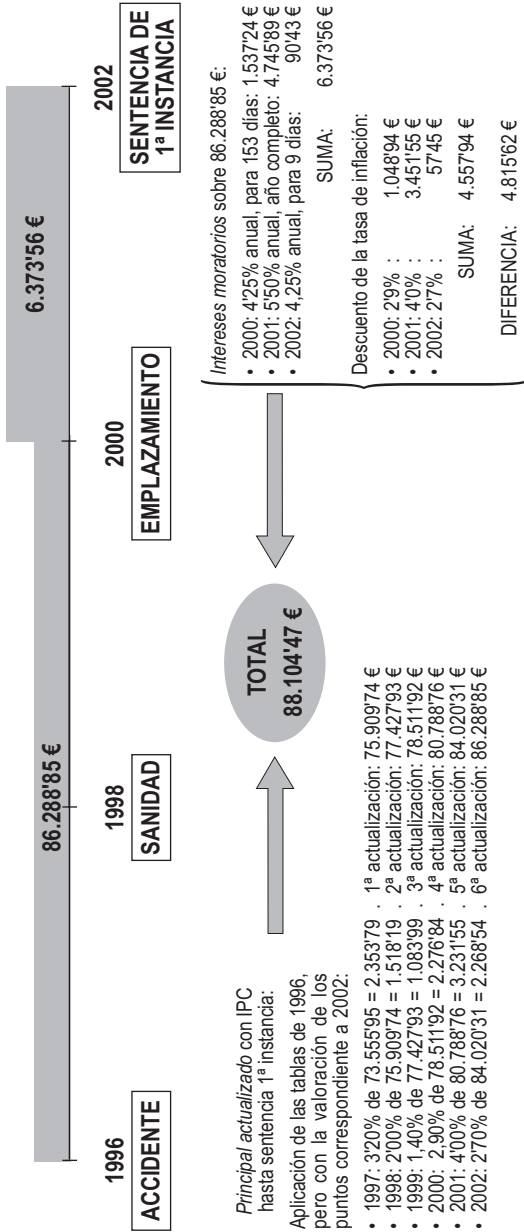 86.288'85 €
6.373'56 €
1996
1998
2000
2002
ACCIDENTE
SANIDAD
EMPLAZAMIENTO
SENTENCIA DE
1ª INSTANCIA
Principal actualizado con IPC
hasta sentencia 1ª instancia:
Aplicación de las tablas de 1996,
pero con la valoración de los
puntos correspondiente a 2002:
• 1997: 3'20% de 73.555'95 = 2.353'79 . 1ª actualización: 75.909'74 €
• 1998: 2'00% de 75.909'74 = 1.518'19 . 2ª actualización: 77.427'93 €
• 1999: 1,40% de 77.427'93 = 1.083'99 . 3ª actualización: 78.511'92 €
• 2000: 2,90% de 78.511'92 = 2.276'84 . 4ª actualización: 80.788'76 €
• 2001: 4'00% de 80.788'76 = 3.231'55 . 5ª actualización: 84.020'31 €
• 2002: 2'70% de 84.020'31 = 2.268'54 . 6ª actualización: 86.288'85 €
TOTAL
88.104'47 €
Intereses moratorios sobre 86.288'85 €:
• 2000: 4'25% anual, para 153 días: 1.537'24 €
• 2001: 5'50% anual, año completo: 4.745'89 €
• 2002: 4,25% anual, para 9 días: 90'43 €
SUMA: 6.373'56 €
Descuento de la tasa de inflación:
• 2000: 2'9% : 1.048'94 €
• 2001: 4'0% : 3.451'55 €
• 2002: 2'7% : 57'45 €
SUMA: 4.557'94 €
DIFERENCIA: 4.815'62 €